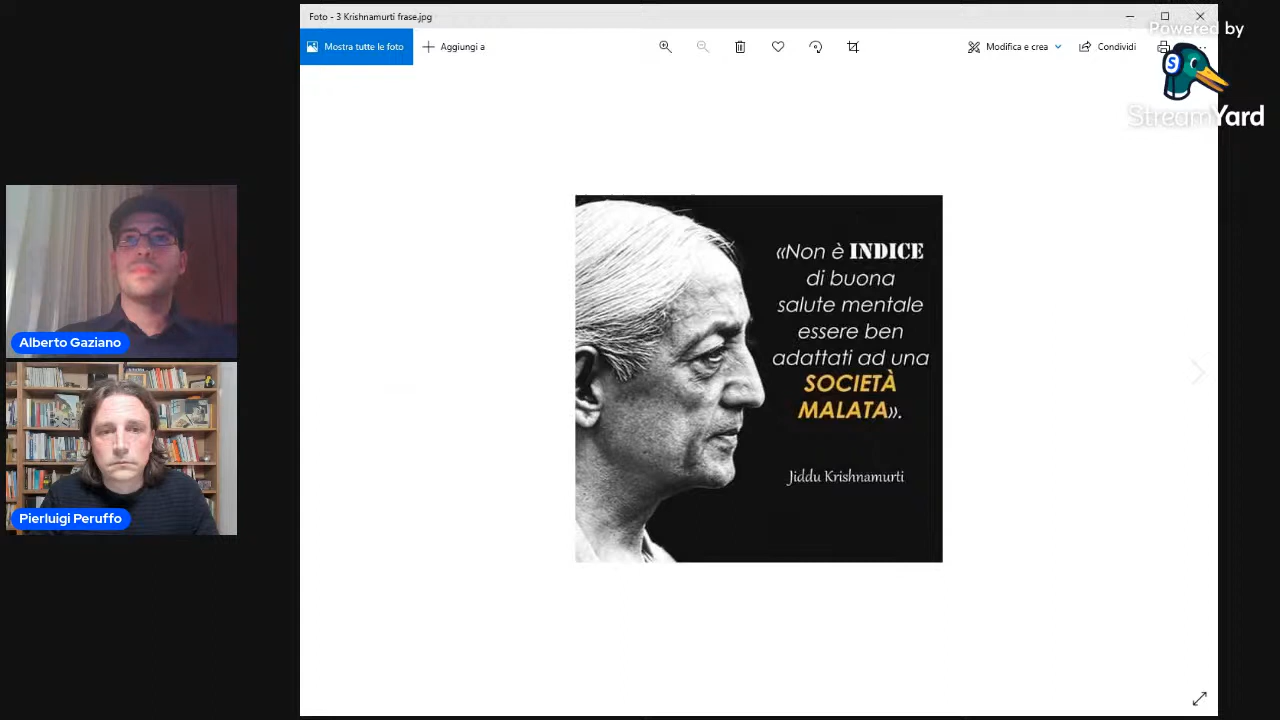 Foto - 3 Krishnamurti frase.jpg
Mostra tutte le foto
Aggiungi a
Modifica e crea
Condividi
Powered by
S
StreamYard
Alberto Gaziano
Pierluigi Peruffo
«Non è INDICE
di buona
salute mentale
essere ben
adattati ad una
SOCIETÀ
MALATA».
Jiddu Krishnamurti